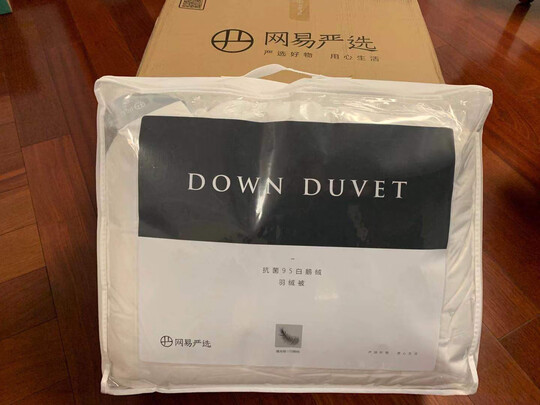 网易严选
严选好物 用心生活
DOWN DUVET
抗菌95白鹅绒
羽绒被
网易严选